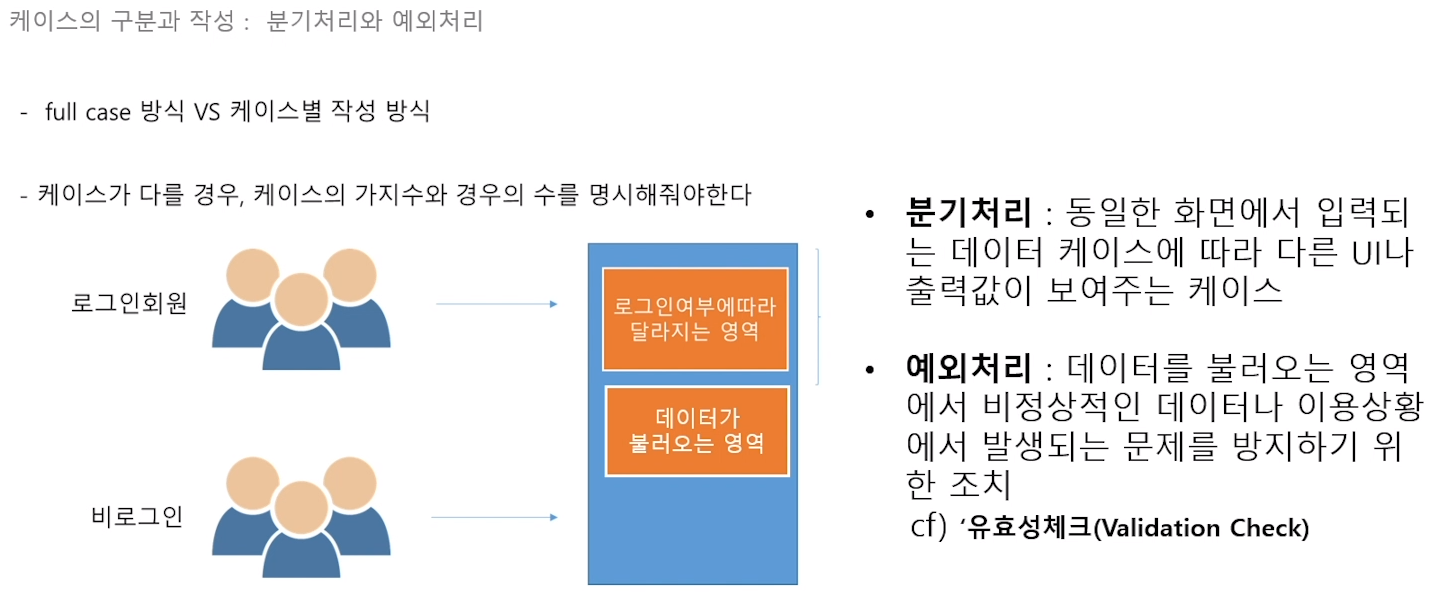 케이스의 구분과 작성 : 분기처리와 예외처리
- full case 방식 VS 케이스별 작성 방식
- 케이스가 다를 경우, 케이스의 가지수와 경우의 수를 명시해줘야한다
로그인회원
로그인여부에따라
달라지는 영역
데이터가
불러오는 영역
비로그인
• 분기처리 : 동일한 화면에서 입력되
는 데이터 케이스에 따라 다른 UI나
출력값이 보여주는 케이스
• 예외처리 : 데이터를 불러오는 영역
에서 비정상적인 데이터나 이용상황
에서 발생되는 문제를 방지하기 위
한 조치
cf) ‘유효성체크(Validation Check)